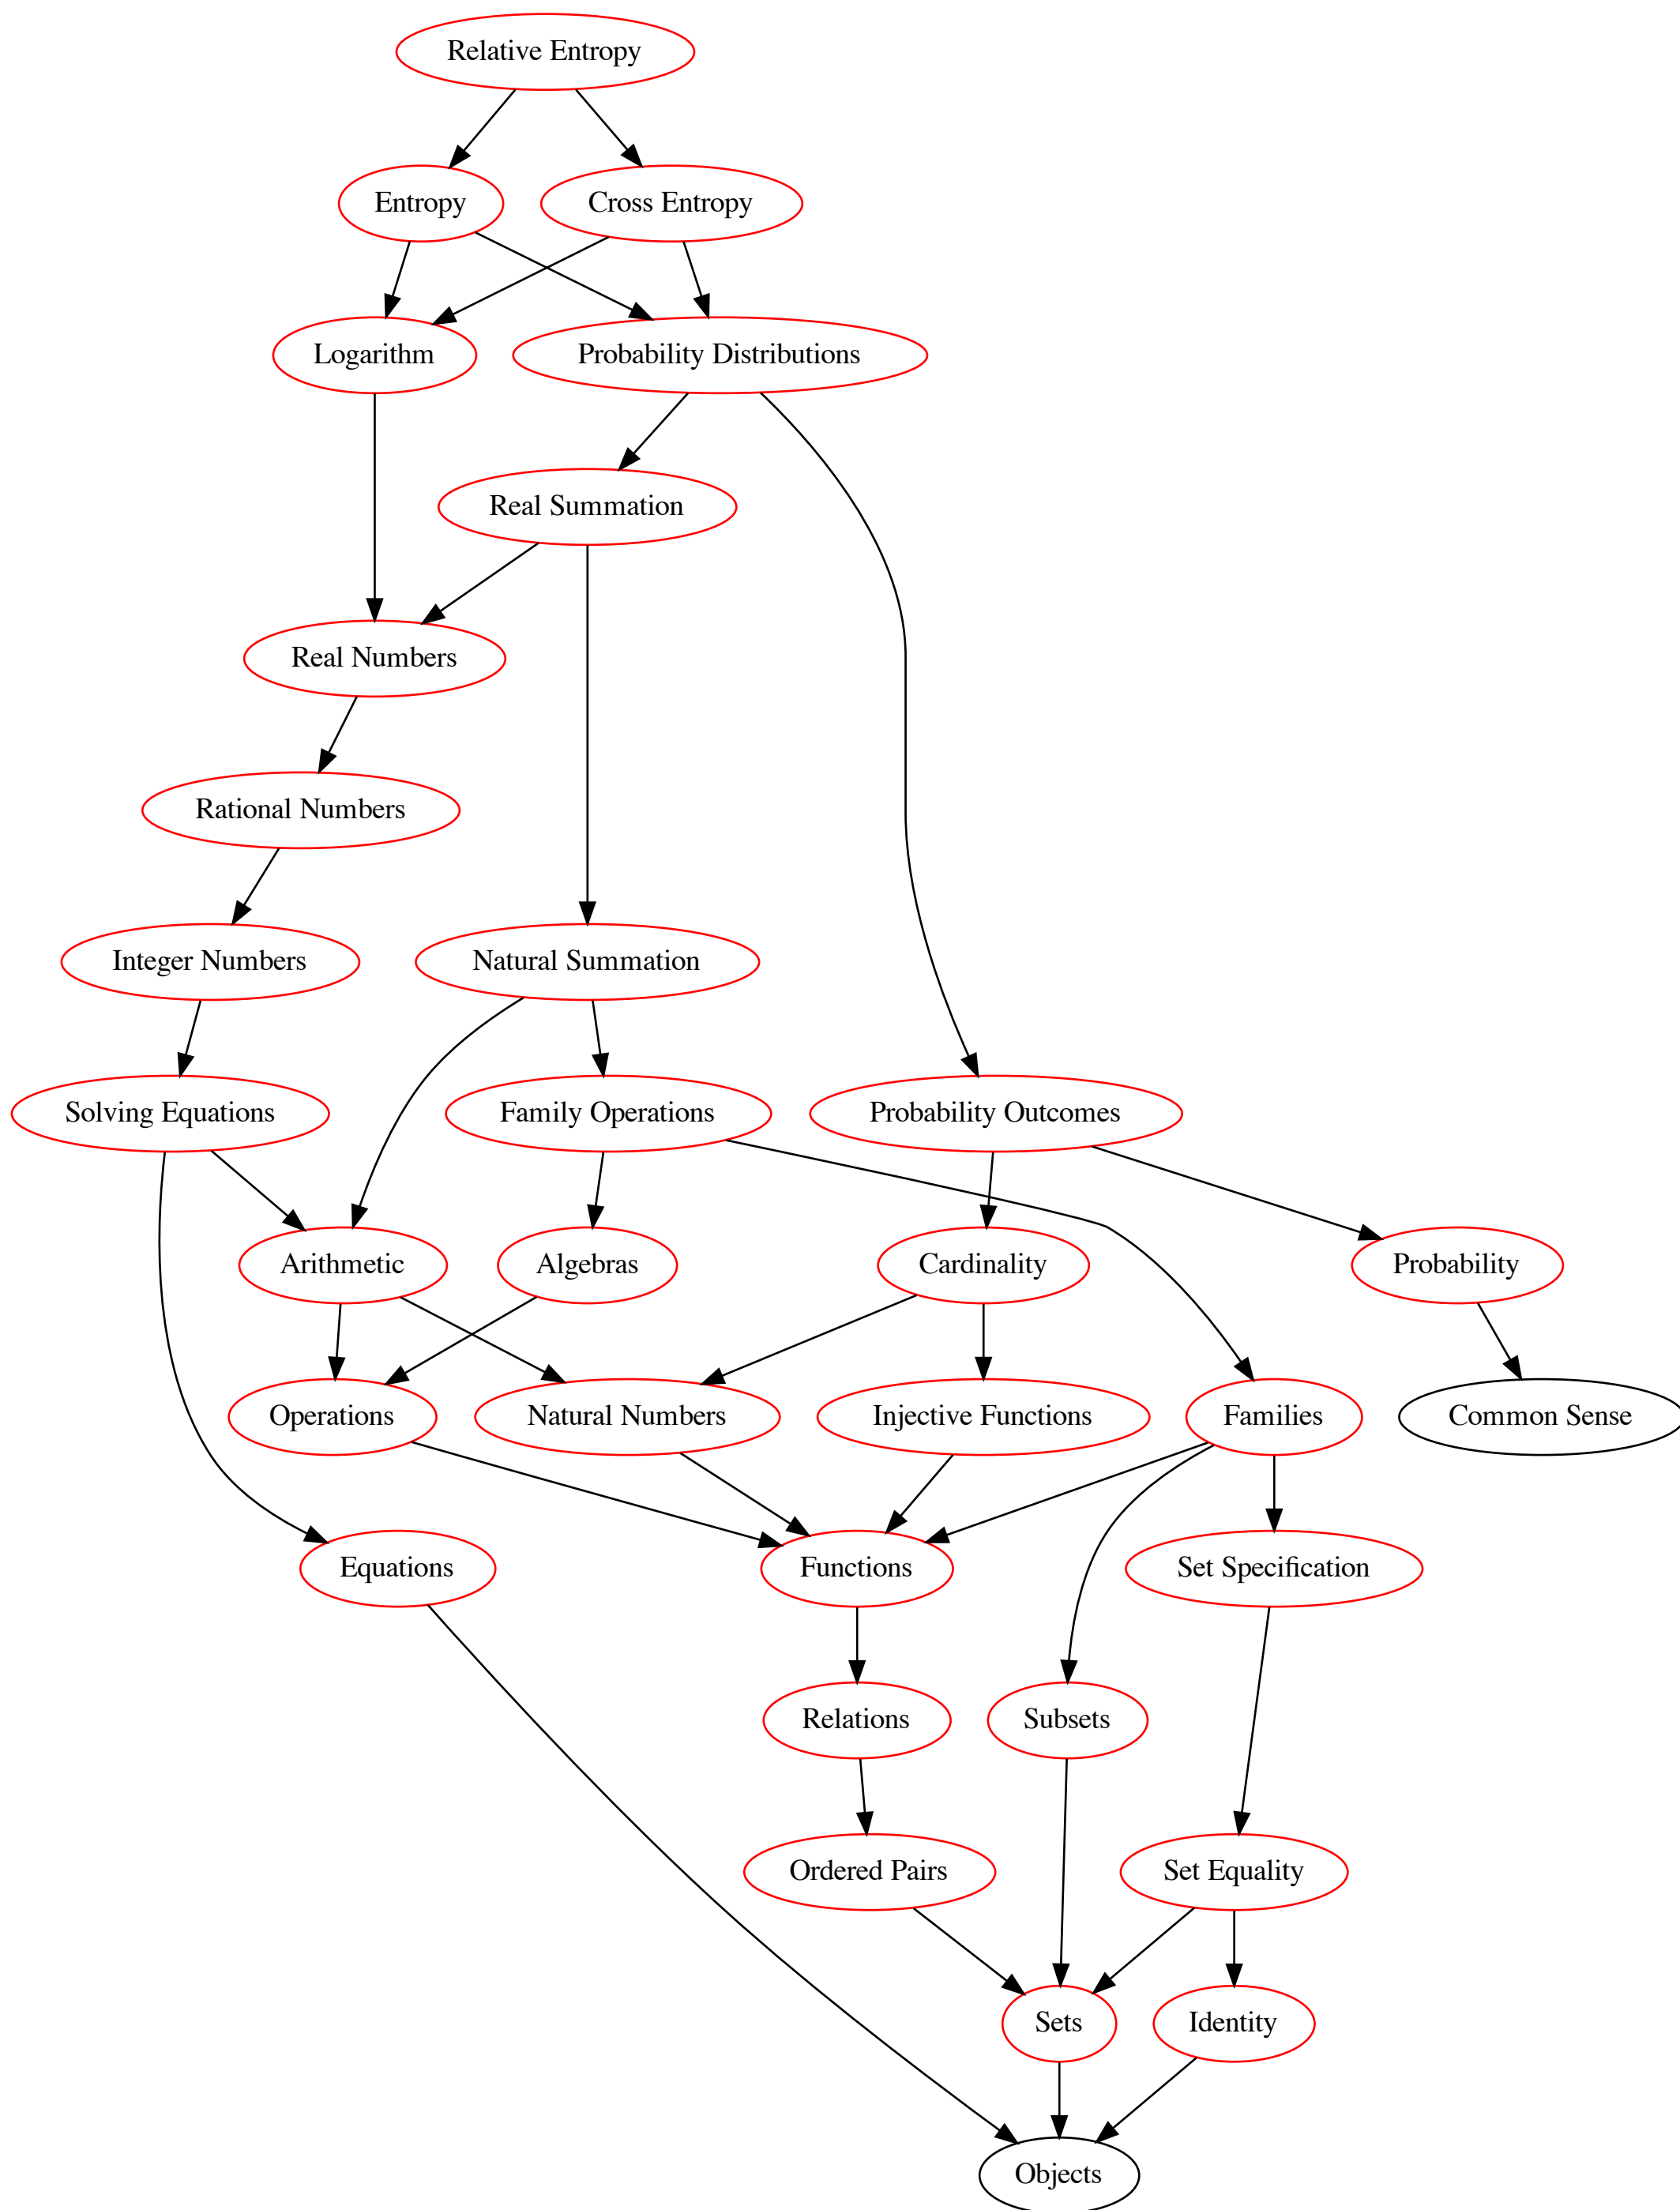 Relative Entropy
Entropy
Cross Entropy
Logarithm
Probability Distributions
Real Summation
Real Numbers
Rational Numbers
Integer Numbers
Natural Summation
Solving Equations
Family Operations
Probability Outcomes
Arithmetic
Algebras
Cardinality
Probability
Operations
Natural Numbers
Injective Functions
Families
Common Sense
Equations
Functions
Set Specification
Relations
Subsets
Ordered Pairs
Set Equality
Sets
Identity
Objects